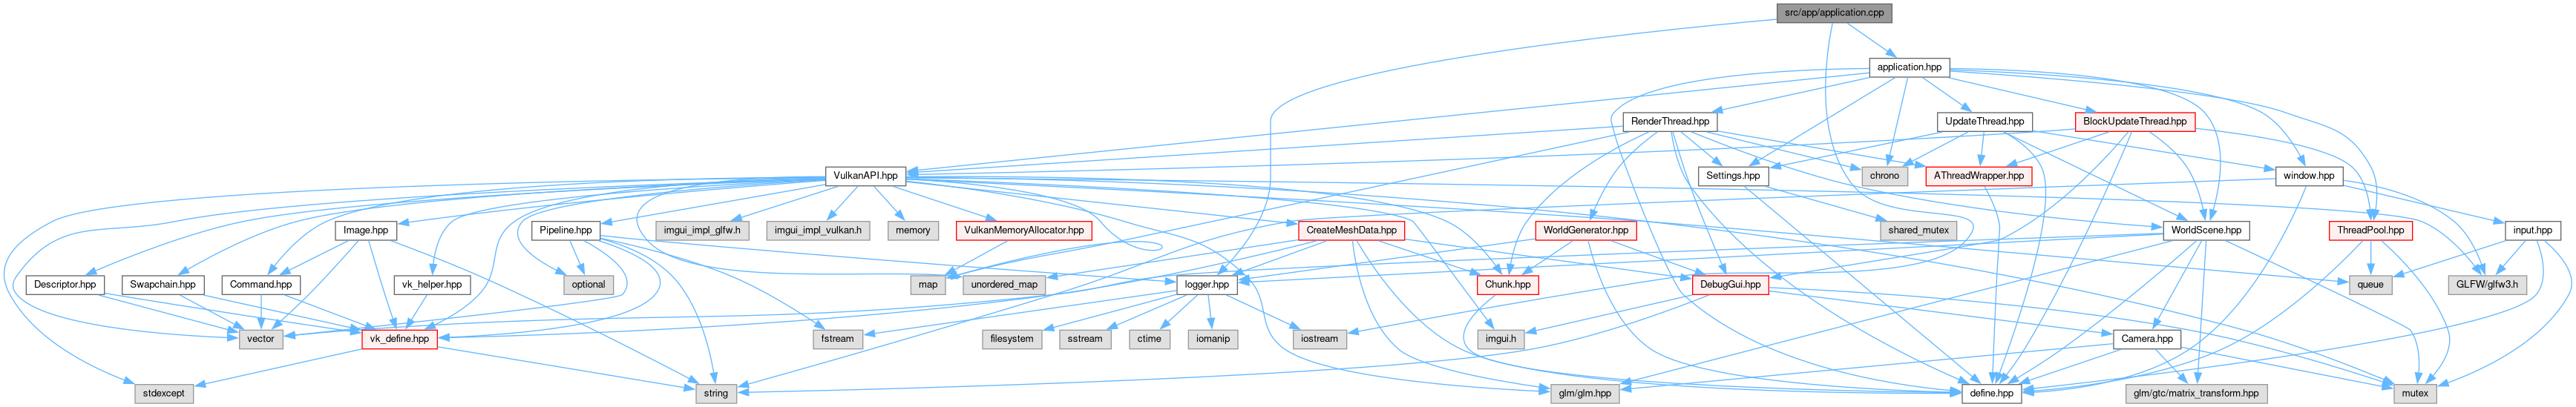 src/app/application.cpp
application.hpp
RenderThread.hpp
UpdateThread.hpp
BlockUpdateThread.hpp
VulkanAPI.hpp
Settings.hpp
chrono
AThreadWrapper.hpp
window.hpp
Image.hpp
Pipeline.hpp
imgui_impl_glfw.h
imgui_impl_vulkan.h
memory
VulkanMemoryAllocator.hpp
CreateMeshData.hpp
WorldGenerator.hpp
shared_mutex
WorldScene.hpp
ThreadPool.hpp
input.hpp
Descriptor.hpp
Swapchain.hpp
Command.hpp
vk_helper.hpp
optional
map
unordered_map
logger.hpp
Chunk.hpp
DebugGui.hpp
queue
GLFW/glfw3.h
vector
vk_define.hpp
fstream
filesystem
sstream
ctime
iomanip
iostream
imgui.h
Camera.hpp
stdexcept
string
glm/glm.hpp
define.hpp
glm/gtc/matrix_transform.hpp
mutex